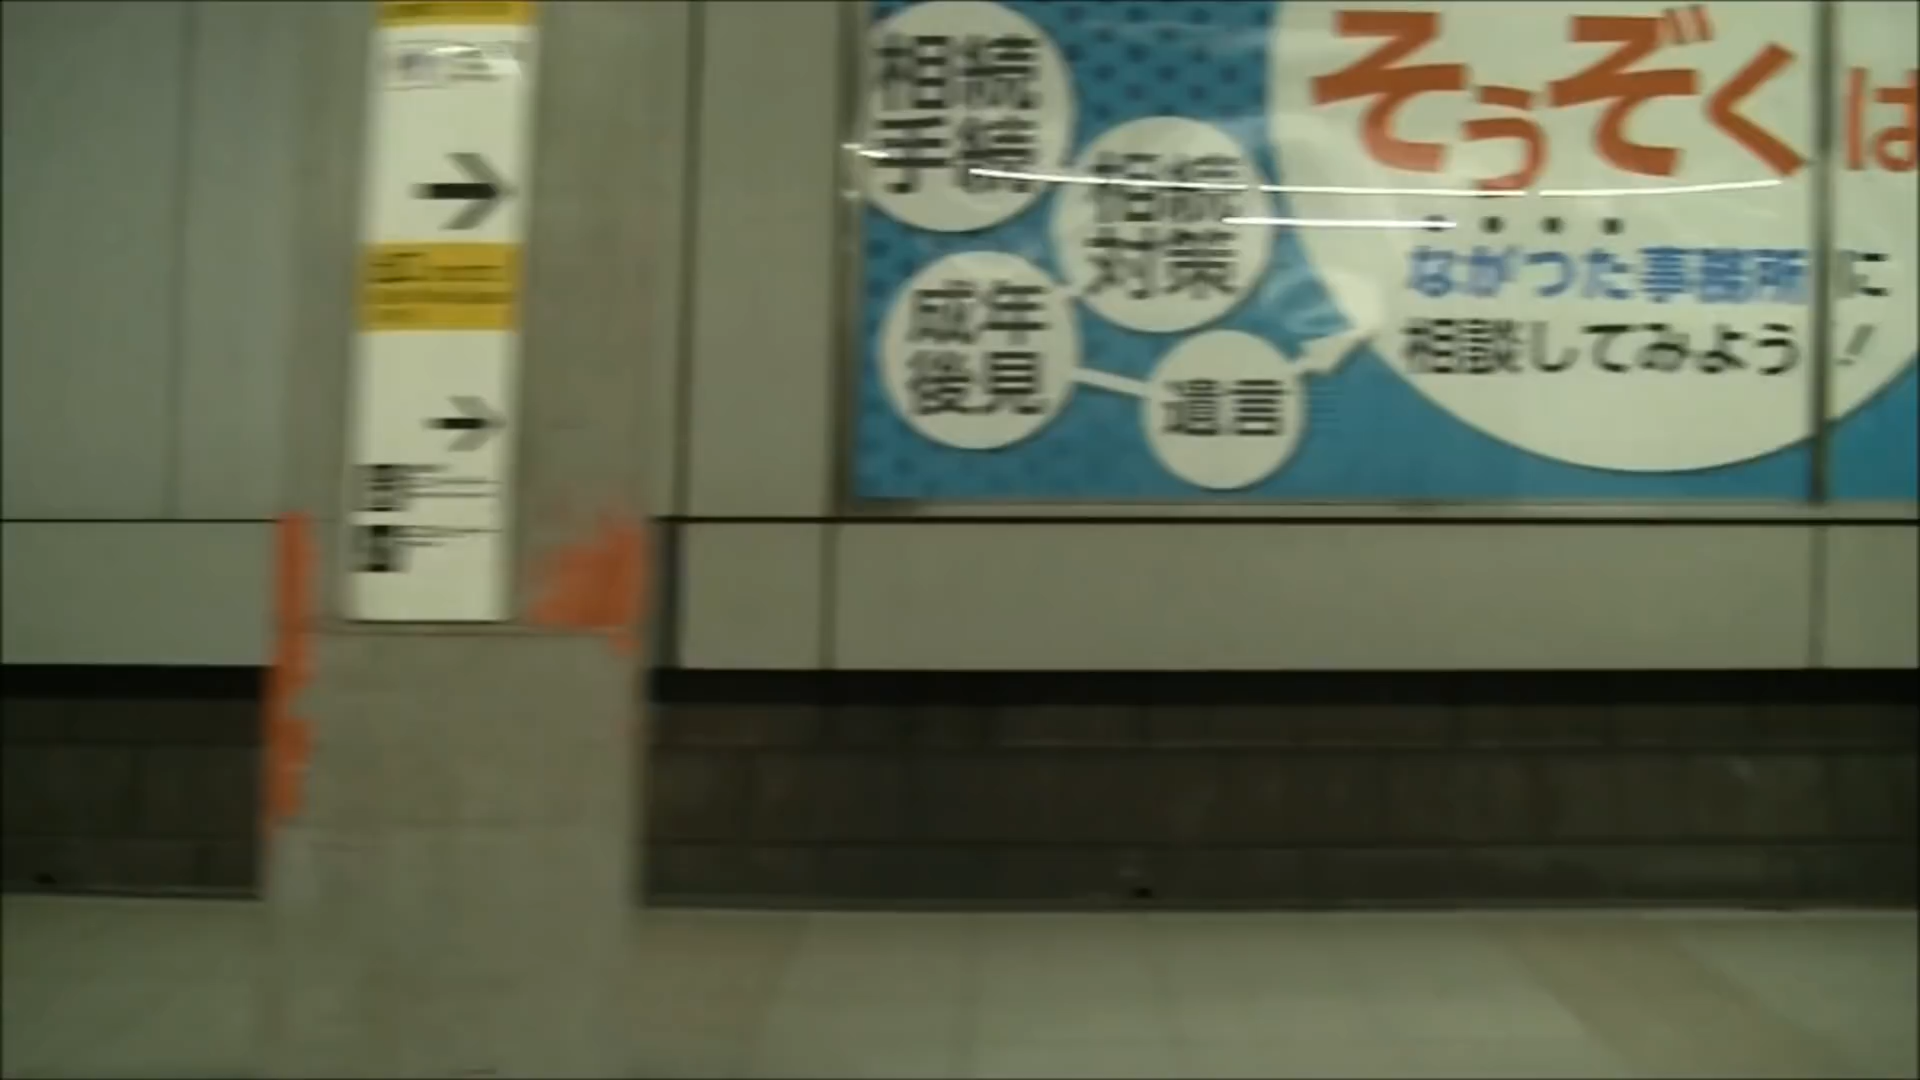 相続
手続
相続
対策
成年
後見
遺言
そうぞくは
ながつた事務所に
相談してみよう!